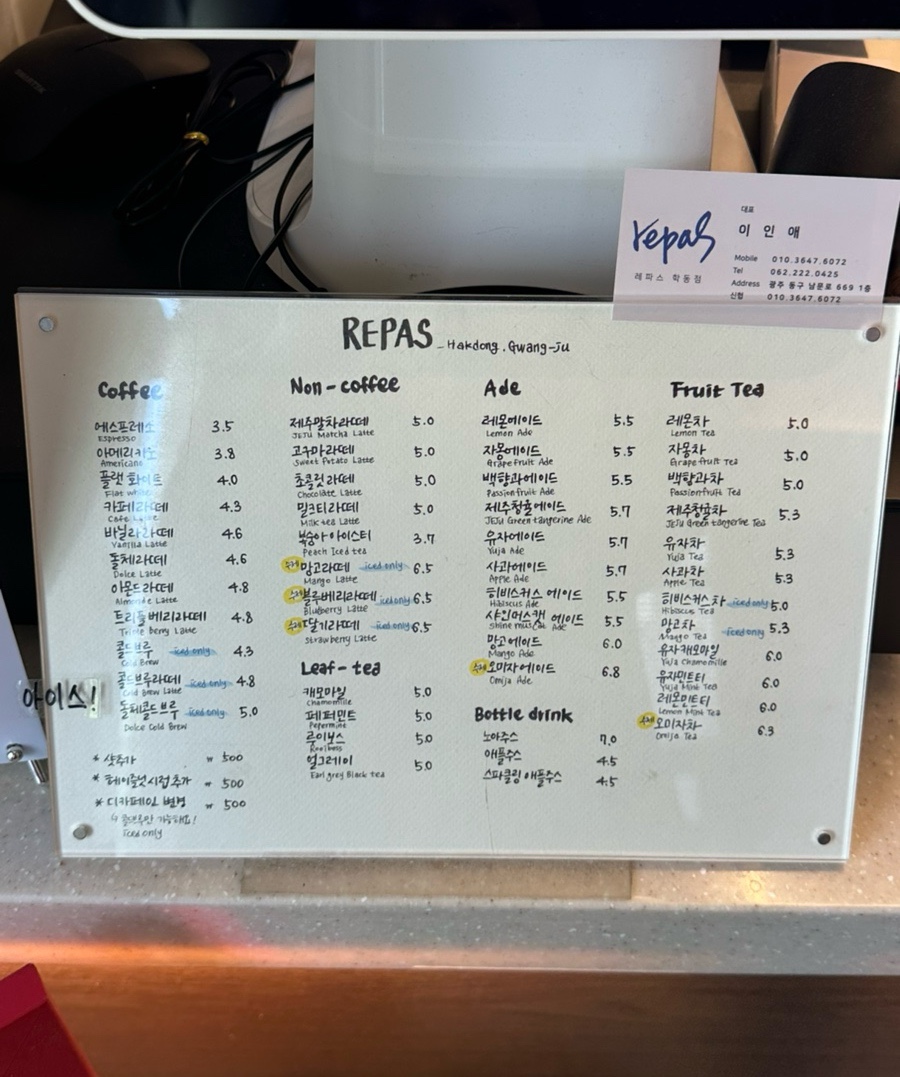 repas
레파스 학동점
대표
이 인 애
Mobile 010.3647.6072
Tel 062.222.0425
Address 광주 동구 남문로 669 1층
신협 010.3647.6072
REPAS - Hakdong. Gwang-ju
Coffee
에스프레소 3.5
Espresso
아메리카노 3.8
Americano
플랫 화이트 4.0
Flat white
카페라떼 4.3
Cafe Latte
바닐라라떼 4.6
Vanilla Latte
돌체라떼 4.6
Dolce Latte
아몬드라떼 4.8
Almonde Latte
트리플베리라떼 4.8
Triple Berry Latte
콜드브루 iced only 4.3
Cold Brew
콜드브루라떼 iced only 4.8
Cold Brew Latte
돌체콜드브루 iced only 5.0
Dolce Cold Brew
아이스!
* 샷추가 ₩ 500
* 헤이즐넛 시럽 추가 ₩ 500
* 디카페인 변경 ₩ 500
↳ 콜드브루만 가능해요!
iced only
Non-coffee
제주말차라떼 5.0
JEJU Matcha Latte
고구마라떼 5.0
Sweet Potato Latte
초콜릿라떼 5.0
Chocolate Latte
밀크티라떼 5.0
Milk tea Latte
복숭아 아이스티 3.7
Peach Iced tea
수제 망고라떼 iced only 6.5
Mango Latte
수제 블루베리라떼 iced only 6.5
Blueberry Latte
수제 딸기라떼 iced only 6.5
Strawberry Latte
Leaf-tea
캐모마일 5.0
Chamomile
페퍼민트 5.0
Pepermint
루이보스 5.0
Rooiboss
얼그레이 5.0
Earl grey Black tea
Ade
레몬에이드 5.5
Lemon Ade
자몽에이드 5.5
Grapefruit Ade
백향과에이드 5.5
Passionfruit Ade
제주청귤에이드 5.7
JEJU Green tangerine Ade
유자에이드 5.7
Yuja Ade
사과에이드 5.7
Apple Ade
히비스커스 에이드 5.5
Hibiscus Ade
샤인머스캣 에이드 5.5
Shine muscat Ade
망고에이드 6.0
Mango Ade
수제 오미자에이드 6.8
Omija Ade
Bottle drink
노아주스 7.0
애플주스 4.5
스파클링 애플주스 4.5
Fruit Tea
레몬차 5.0
Lemon Tea
자몽차 5.0
Grapefruit Tea
백향과차 5.0
Passionfruit Tea
제주청귤차 5.3
JEJU Green tangerine Tea
유자차 5.3
Yuja Tea
사과차 5.3
Apple Tea
히비스커스차 iced only 5.0
Hibiscus Tea
망고차 iced only 5.3
Mango Tea
유자캐모마일 6.0
Yuja Chamomille
유자민트티 6.0
Yuja Mint Tea
레몬민트티 6.0
Lemon Mint Tea
수제 오미자차 6.3
Omija Tea